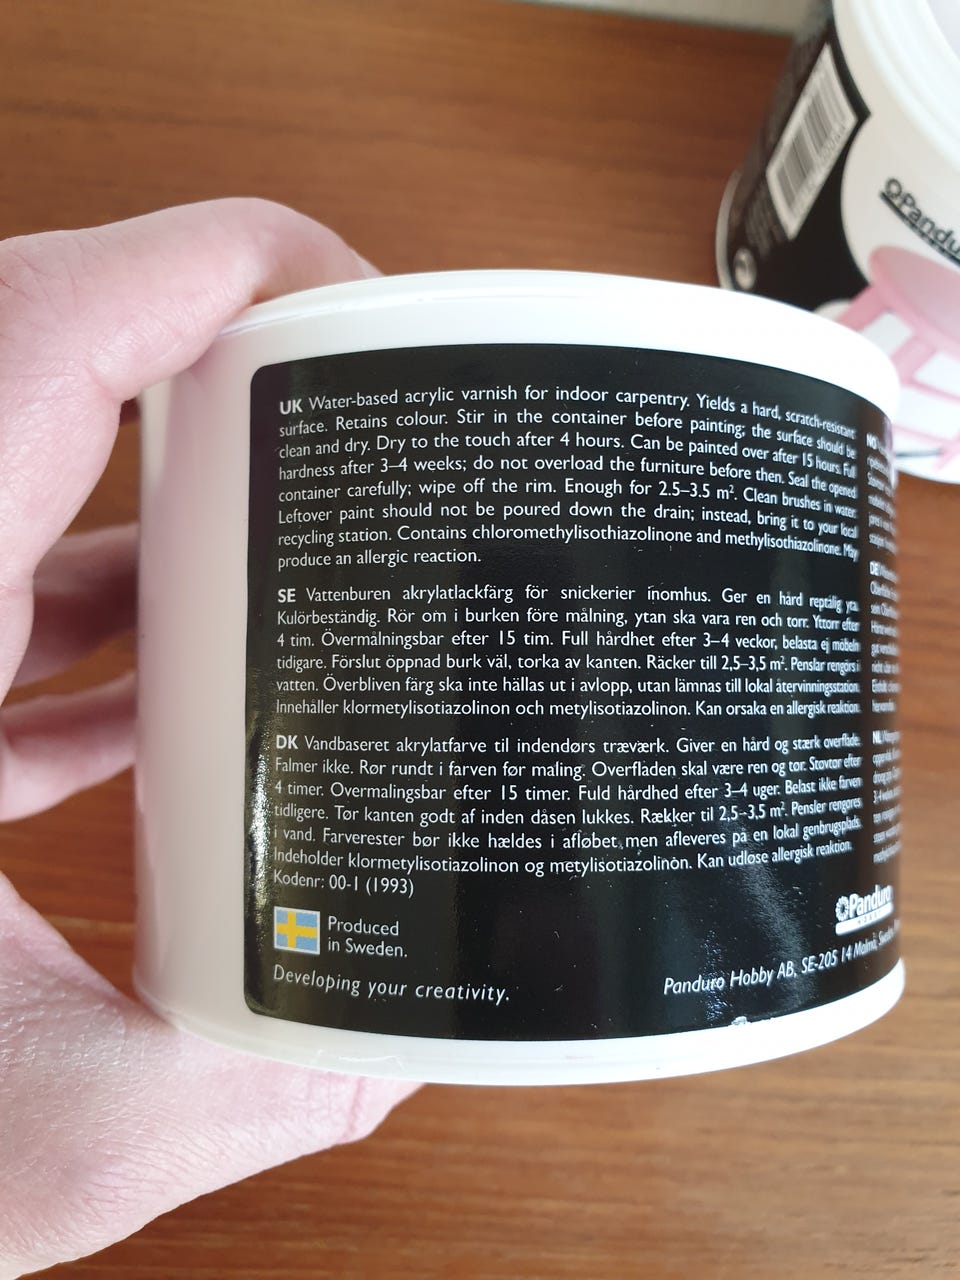 Panduro
UK Water-based acrylic varnish for indoor carpentry. Yields a hard, scratch-resistant
surface. Retains colour. Stir in the container before painting; the surface should be
clean and dry. Dry to the touch after 4 hours. Can be painted over after 15 hours. Full
hardness after 3–4 weeks; do not overload the furniture before then. Seal the opened
container carefully; wipe off the rim. Enough for 2.5–3.5 m². Clean brushes in water.
Leftover paint should not be poured down the drain; instead, bring it to your local
recycling station. Contains chloromethylisothiazolinone and methylisothiazolinone. May
produce an allergic reaction.
SE Vattenburen akrylatlackfärg för snickerier inomhus. Ger en hård reptålig yta.
Kulörbeständig. Rör om i burken före målning, ytan ska vara ren och torr. Yttorr efter
4 tim. Övermålningsbar efter 15 tim. Full hårdhet efter 3–4 veckor, belasta ej möbeln
tidigare. Förslut öppnad burk väl, torka av kanten. Räcker till 2,5–3,5 m². Penslar rengörs i
vatten. Överbliven färg ska inte hällas ut i avlopp, utan lämnas till lokal återvinningsstation.
Innehåller klormetylisotiazolinon och metylisotiazolinon. Kan orsaka en allergisk reaktion.
DK Vandbaseret akrylatfarve til indendørs træværk. Giver en hård og stærk overflade.
Falmer ikke. Rør rundt i farven før maling. Overfladen skal være ren og tør. Støvtør efter
4 timer. Overmalingsbar efter 15 timer. Fuld hårdhed efter 3–4 uger. Belast ikke farven
tidligere. Tør kanten godt af inden dåsen lukkes. Rækker til 2,5–3,5 m². Pensler rengøres
i vand. Farverester bør ikke hældes i afløbet, men afleveres på en lokal genbrugsplads.
Indeholder klormetylisotiazolinon og metylisotiazolinon. Kan udløse allergisk reaktion.
Kodenr: 00-1 (1993)
NO
DE
NL
Produced
in Sweden.
Developing your creativity.
Panduro
Panduro Hobby AB, SE-205 14 Malmö, Sweden